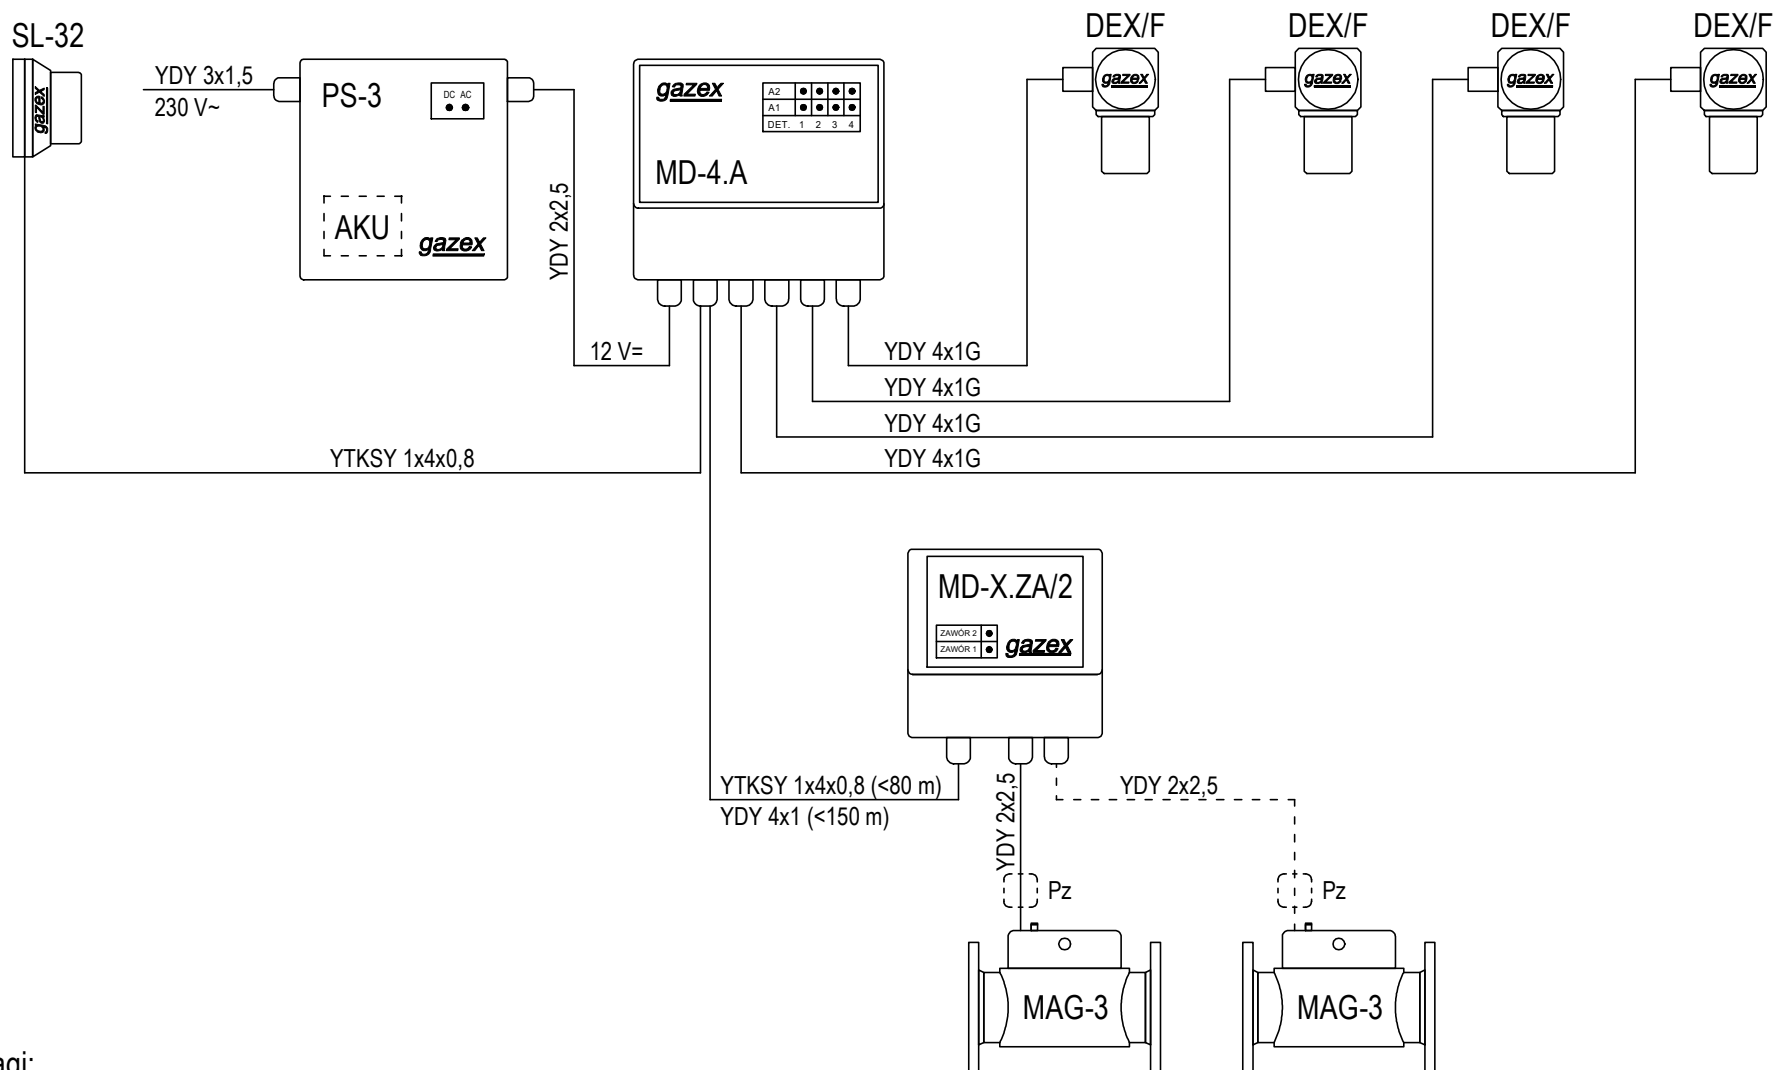 SL-32
gazex
YDY 3x1,5
230 V~
PS-3
DC AC
AKU
gazex
YDY 2x2,5
12 V=
gazex
A2
A1
DET. 1 2 3 4
MD-4.A
DEX/F
gazex
DEX/F
gazex
DEX/F
gazex
DEX/F
gazex
YDY 4x1G
YDY 4x1G
YDY 4x1G
YDY 4x1G
YTKSY 1x4x0,8
MD-X.ZA/2
ZAWÓR 2
ZAWÓR 1
gazex
YTKSY 1x4x0,8 (<80 m)
YDY 4x1 (<150 m)
YDY 2x2,5
YDY 2x2,5
Pz
Pz
MAG-3
MAG-3